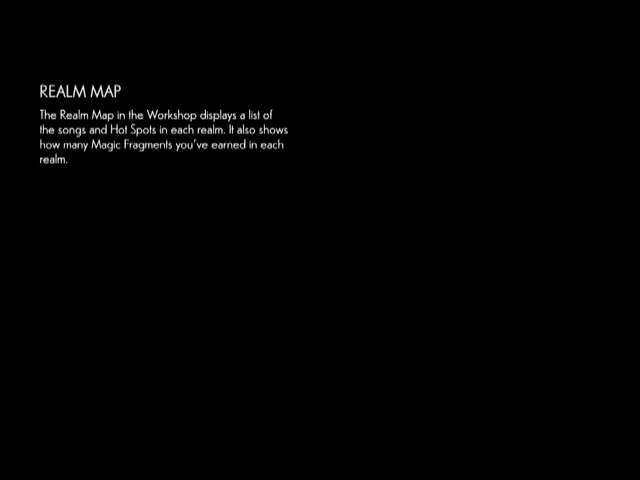 REALM MAP
The Realm Map in the Workshop displays a list of
the songs and Hot Spots in each realm. It also shows
how many Magic Fragments you've earned in each
realm.